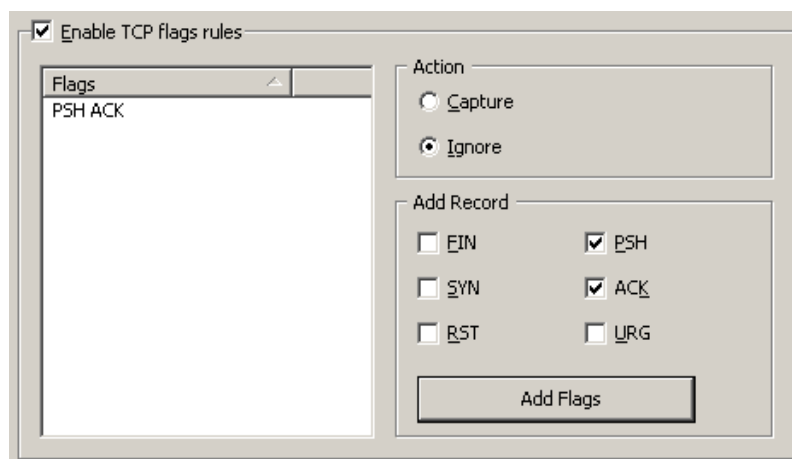 Enable TCP flags rules
Flags
PSH ACK
Action
Capture
Ignore
Add Record
FIN
PSH
SYN
ACK
RST
URG
Add Flags